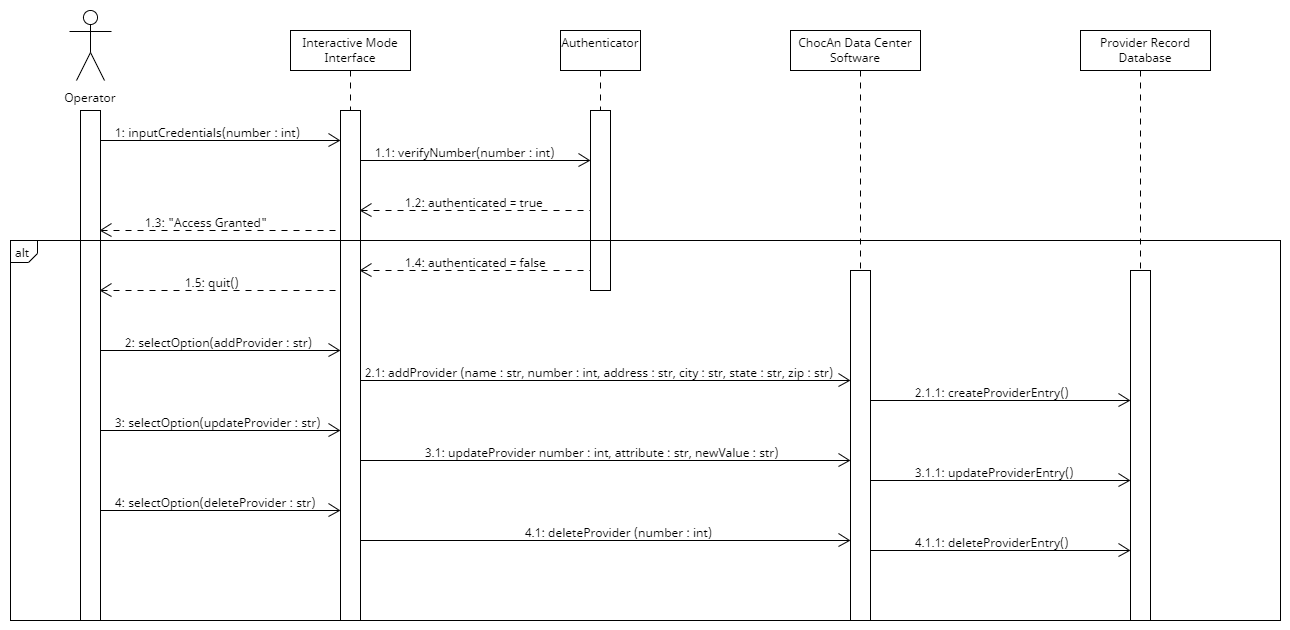 Interactive Mode
Interface
Authenticator
ChocAn Data Center
Software
Provider Record
Database
Operator
1: inputCredentials(number : int)
1.1: verifyNumber(number : int)
1.2: authenticated = true
1.3: "Access Granted"
alt
1.4: authenticated = false
1.5: quit()
2: selectOption(addProvider : str)
2.1: addProvider (name : str, number : int, address : str, city : str, state : str, zip : str)
2.1.1: createProviderEntry()
3: selectOption(updateProvider : str)
3.1: updateProvider number : int, attribute : str, newValue : str)
3.1.1: updateProviderEntry()
4: selectOption(deleteProvider : str)
4.1: deleteProvider (number : int)
4.1.1: deleteProviderEntry()